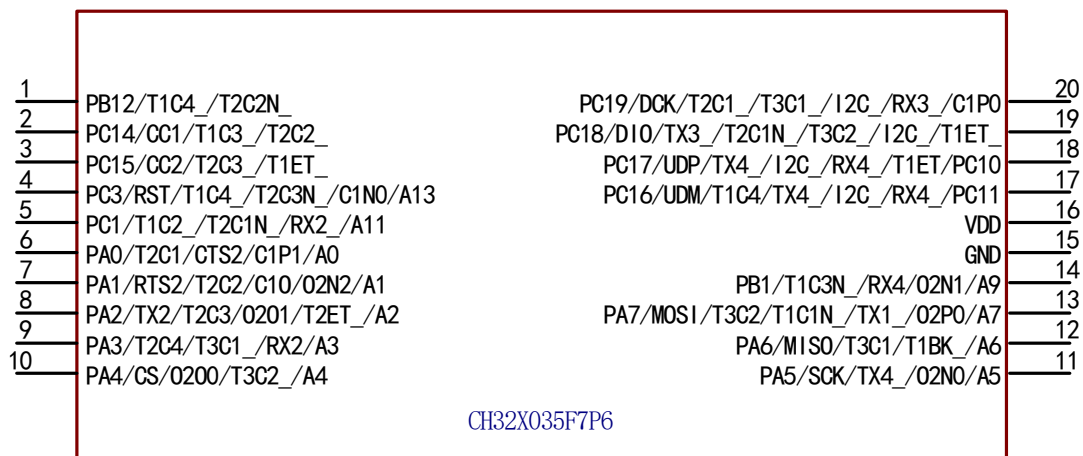 1 PB12/T1C4_/T2C2N_
2 PC14/CC1/T1C3_/T2C2_
3 PC15/CC2/T2C3_/T1ET_
4 PC3/RST/T1C4_/T2C3N_/C1N0/A13
5 PC1/T1C2_/T2C1N_/RX2_/A11
6 PA0/T2C1/CTS2/C1P1/A0
7 PA1/RTS2/T2C2/C1O/O2N2/A1
8 PA2/TX2/T2C3/O2O1/T2ET_/A2
9 PA3/T2C4/T3C1_/RX2/A3
10 PA4/CS/O2O0/T3C2_/A4
PC19/DCK/T2C1_/T3C1_/I2C_/RX3_/C1P0 20
PC18/DIO/TX3_/T2C1N_/T3C2_/I2C_/T1ET_ 19
PC17/UDP/TX4_/I2C_/RX4_/T1ET/PC10 18
PC16/UDM/T1C4/TX4_/I2C_/RX4_/PC11 17
VDD 16
GND 15
PB1/T1C3N_/RX4/O2N1/A9 14
PA7/MOSI/T3C2/T1C1N_/TX1_/O2P0/A7 13
PA6/MISO/T3C1/T1BK_/A6 12
PA5/SCK/TX4_/O2N0/A5 11
CH32X035F7P6